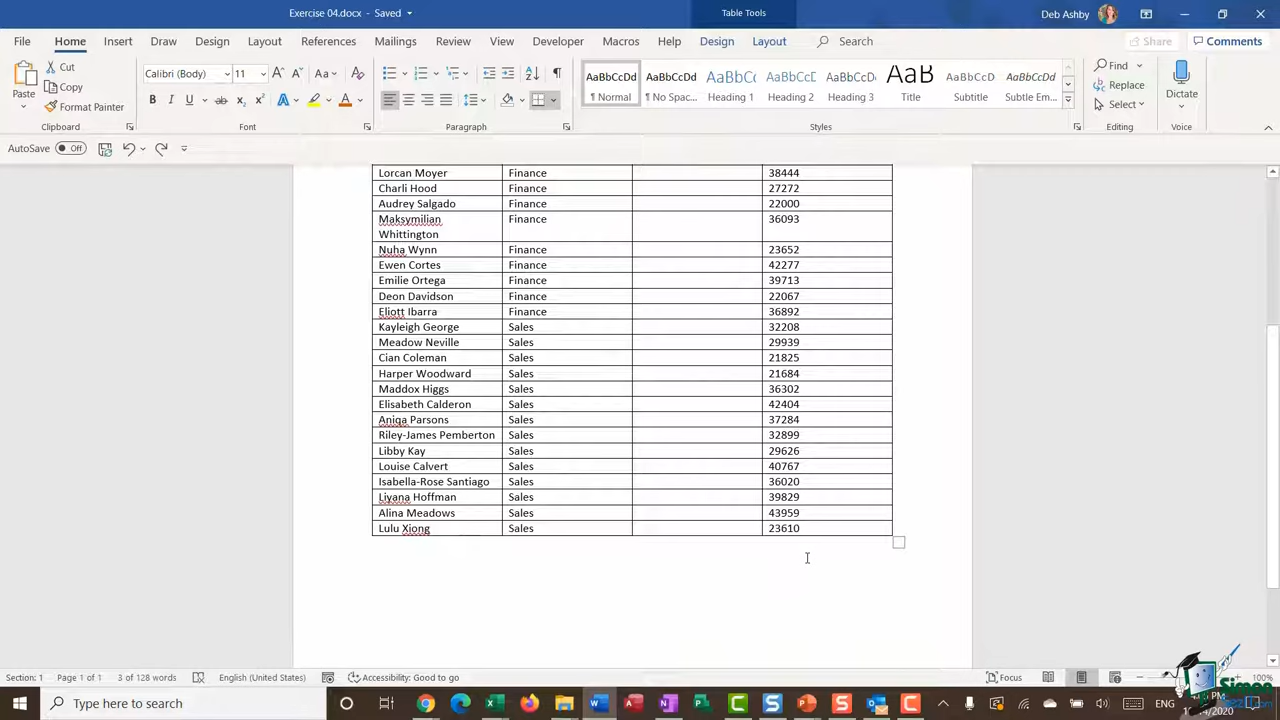 Exercise 04.docx - Saved
Table Tools
Deb Ashby
File Home Insert Draw Design Layout References Mailings Review View Developer Macros Help Design Layout Search Share Comments
Paste
Cut
Copy
Format Painter
Clipboard
Calibri (Body) 11
Font
Paragraph
AaBbCcDd AaBbCcDd AaBbCc AaBbCcD AaBbCcDd AaB AaBbCcD AaBbCcDd
¶ Normal ¶ No Spac... Heading 1 Heading 2 Title Subtitle Subtle Em...
Styles
Find
Replace
Select
Editing
Dictate
Voice
AutoSave Off
Lorcan Moyer Finance 38444
Charli Hood Finance 27272
Audrey Salgado Finance 22000
Maksymilian Finance 36093
Whittington
Nuha Wynn Finance 23652
Ewen Cortes Finance 42277
Emilie Ortega Finance 39713
Deon Davidson Finance 22067
Eliott Ibarra Finance 36892
Kayleigh George Sales 32208
Meadow Neville Sales 29939
Cian Coleman Sales 21825
Harper Woodward Sales 21684
Maddox Higgs Sales 36302
Elisabeth Calderon Sales 42404
Aniqa Parsons Sales 37284
Riley-James Pemberton Sales 32899
Libby Kay Sales 29626
Louise Calvert Sales 40767
Isabella-Rose Santiago Sales 36020
Liyana Hoffman Sales 39829
Alina Meadows Sales 43959
Lulu Xiong Sales 23610
Section: 1 Page 1 of 1 3 of 128 words English (United States) Accessibility: Good to go Focus 100%
Type here to search
ENG
Simon